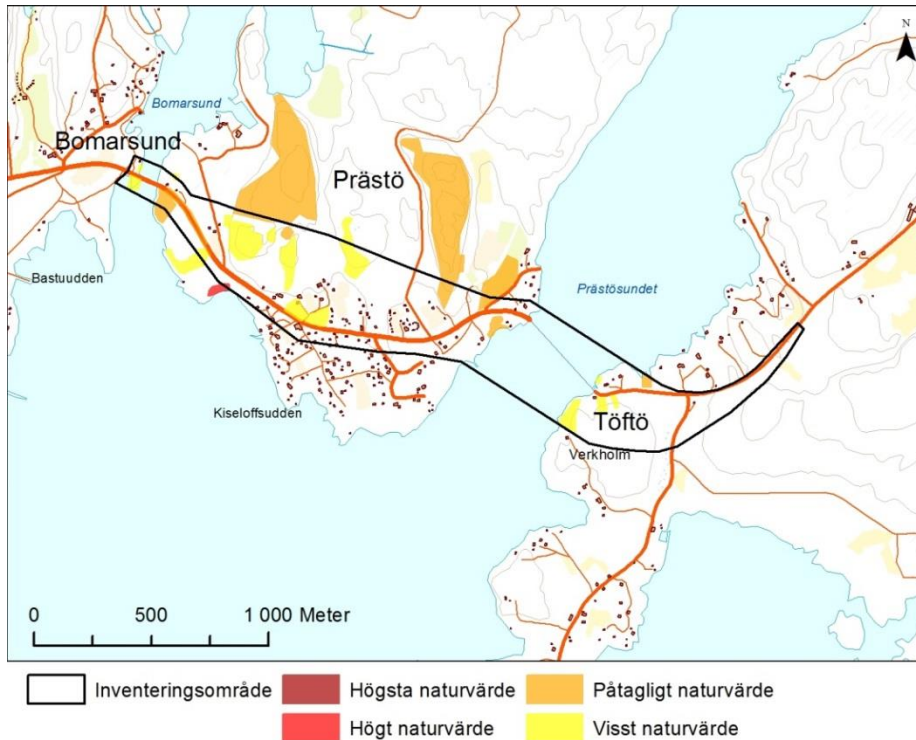 N
Bomarsund
Bomarsund
Prästö
Bastuudden
Prästösundet
Kiseloffsudden
Töftö
Verkholm
0 500 1 000 Meter
Inventeringsområde
Högsta naturvärde
Påtagligt naturvärde
Högt naturvärde
Visst naturvärde